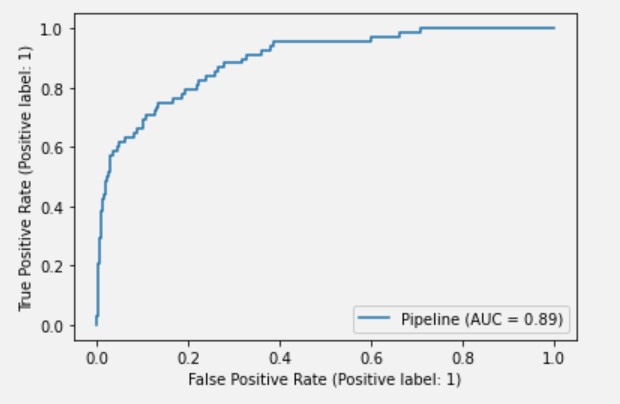 1.0
0.8
0.6
0.4
0.2
0.0
True Positive Rate (Positive label: 1)
Pipeline (AUC = 0.89)
0.0 0.2 0.4 0.6 0.8 1.0
False Positive Rate (Positive label: 1)